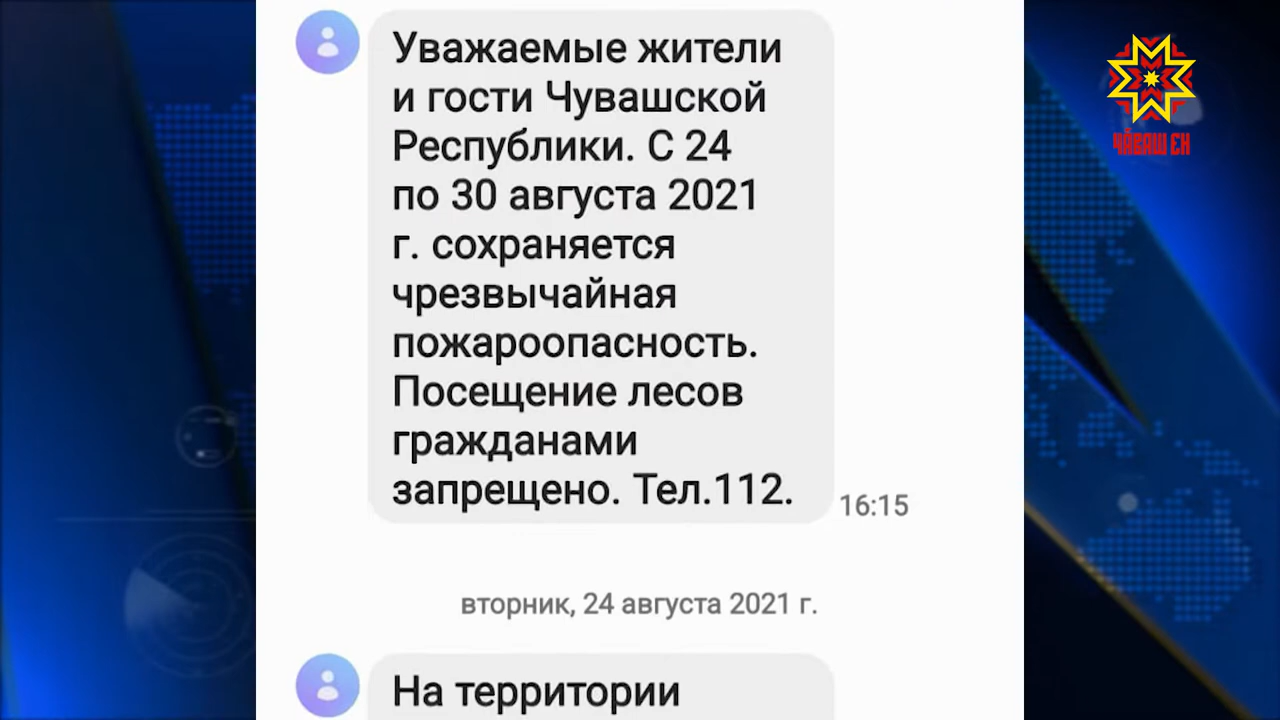 Уважаемые жители
и гости Чувашской
Республики. С 24
по 30 августа 2021
г. сохраняется
чрезвычайная
пожароопасность.
Посещение лесов
гражданами
запрещено. Тел.112.
16:15
вторник, 24 августа 2021 г.
На территории
ЧӐВАШ ЕН